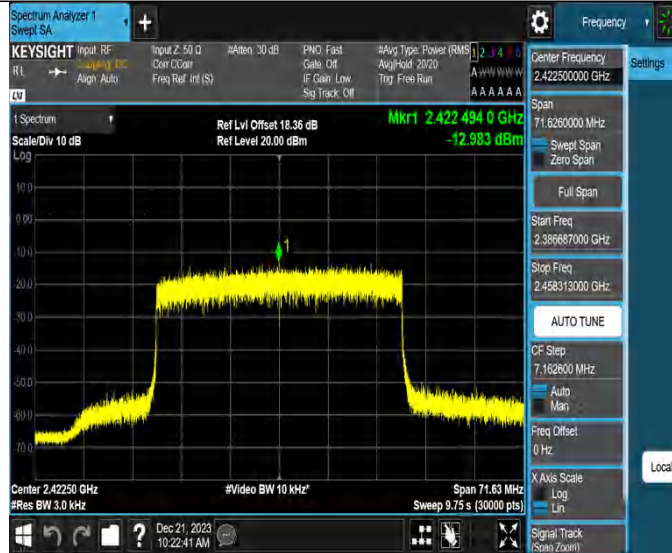 Spectrum Analyzer 1
Swept SA
+
Frequency
KEYSIGHT
Input: RF
Input Z: 50 Ω
#Atten: 30 dB
PNO: Fast
#Avg Type: Power (RMS
1 2 3 4 5 6
RL
Coupling: DC
Corr CCorr
Gate: Off
Avg|Hold: 20/20
Align: Auto
Freq Ref: Int (S)
IF Gain: Low
Trig: Free Run
Sig Track: Off
A W W W W W
A A A A A A
LXI
1 Spectrum
Scale/Div 10 dB
Ref Lvl Offset 18.36 dB
Ref Level 20.00 dBm
Mkr1 2.422 494 0 GHz
-12.983 dBm
Log
10.0
0.00
-10.0
-20.0
-30.0
-40.0
-50.0
-60.0
-70.0
1
Center 2.42250 GHz
#Video BW 10 kHz*
Span 71.63 MHz
#Res BW 3.0 kHz
Sweep 9.75 s (30000 pts)
Dec 21, 2023
10:22:41 AM
Center Frequency
2.422500000 GHz
Settings
Span
71.6260000 MHz
Swept Span
Zero Span
Full Span
Start Freq
2.386687000 GHz
Stop Freq
2.458313000 GHz
AUTO TUNE
CF Step
7.162600 MHz
Auto
Man
Freq Offset
0 Hz
X Axis Scale
Log
Lin
Local
Signal Track
(Span Zoom)